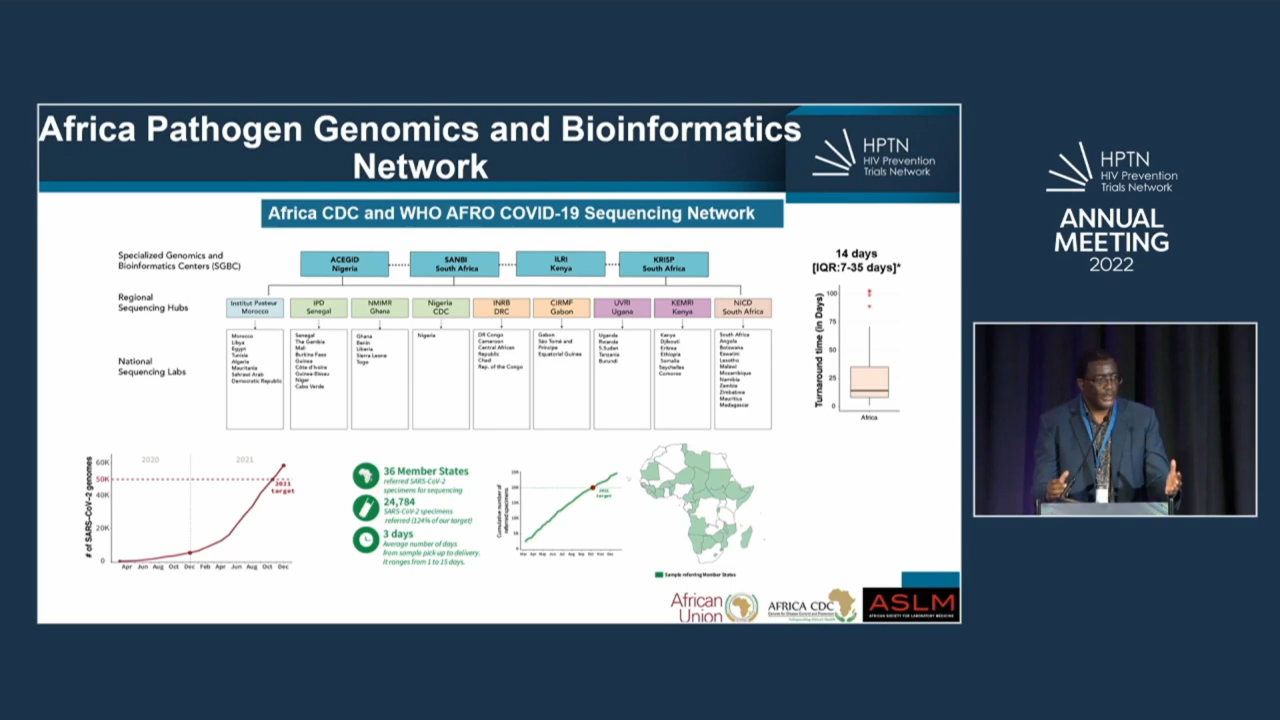 Africa Pathogen Genomics and Bioinformatics
Network
HPTN
HIV Prevention
Trials Network
Africa CDC and WHO AFRO COVID-19 Sequencing Network
Specialized Genomics and
Bioinformatics Centers (SGBC)
ACEGID
Nigeria
SANBI
South Africa
ILRI
Kenya
KRISP
South Africa
Regional
Sequencing Hubs
Institut Pasteur
Morocco
IPD
Senegal
NMIMR
Ghana
Nigeria
CDC
INRB
DRC
CIRMF
Gabon
UVRI
Ugana
KEMRI
Kenya
NICD
South Africa
National
Sequencing Labs
Morocco
Libya
Egypt
Tunisia
Algeria
Mauritania
Sahrawi Arab
Democratic Republic
Senegal
The Gambia
Mali
Burkina Faso
Guinea
Côte d'Ivoire
Guinea-Bissau
Niger
Cabo Verde
Ghana
Benin
Liberia
Sierra Leone
Togo
Nigeria
DR Congo
Cameroon
Central African
Republic
Chad
Rep. of the Congo
Gabon
São Tomé and
Principe
Equatorial Guinea
Uganda
Rwanda
S.Sudan
Tanzania
Burundi
Kenya
Djibouti
Eritrea
Ethiopia
Somalia
Seychelles
Comoros
South Africa
Angola
Botswana
Eswatini
Lesotho
Malawi
Mozambique
Namibia
Zambia
Zimbabwe
Mauritius
Madagascar
14 days
[IQR:7-35 days]*
Turnaround time (in Days)
100
75
50
25
0
Africa
# of SARS-CoV-2 genomes
2020
2021
60K
50K
40K
20K
0
2021
target
Apr Jun Aug Oct Dec Feb Apr Jun Aug Oct Dec
36 Member States
referred SARS-CoV-2
specimens for sequencing
24,784
SARS-CoV-2 specimens
referred (124% of our target)
3 days
Average number of days
from sample pick up to delivery.
It ranges from 1 to 15 days.
Cumulative number of
referred specimens
target
Sample referring Member States
African
Union
AFRICA CDC
ASLM
AFRICAN SOCIETY FOR LABORATORY MEDICINE
HPTN
HIV Prevention
Trials Network
ANNUAL
MEETING
2022